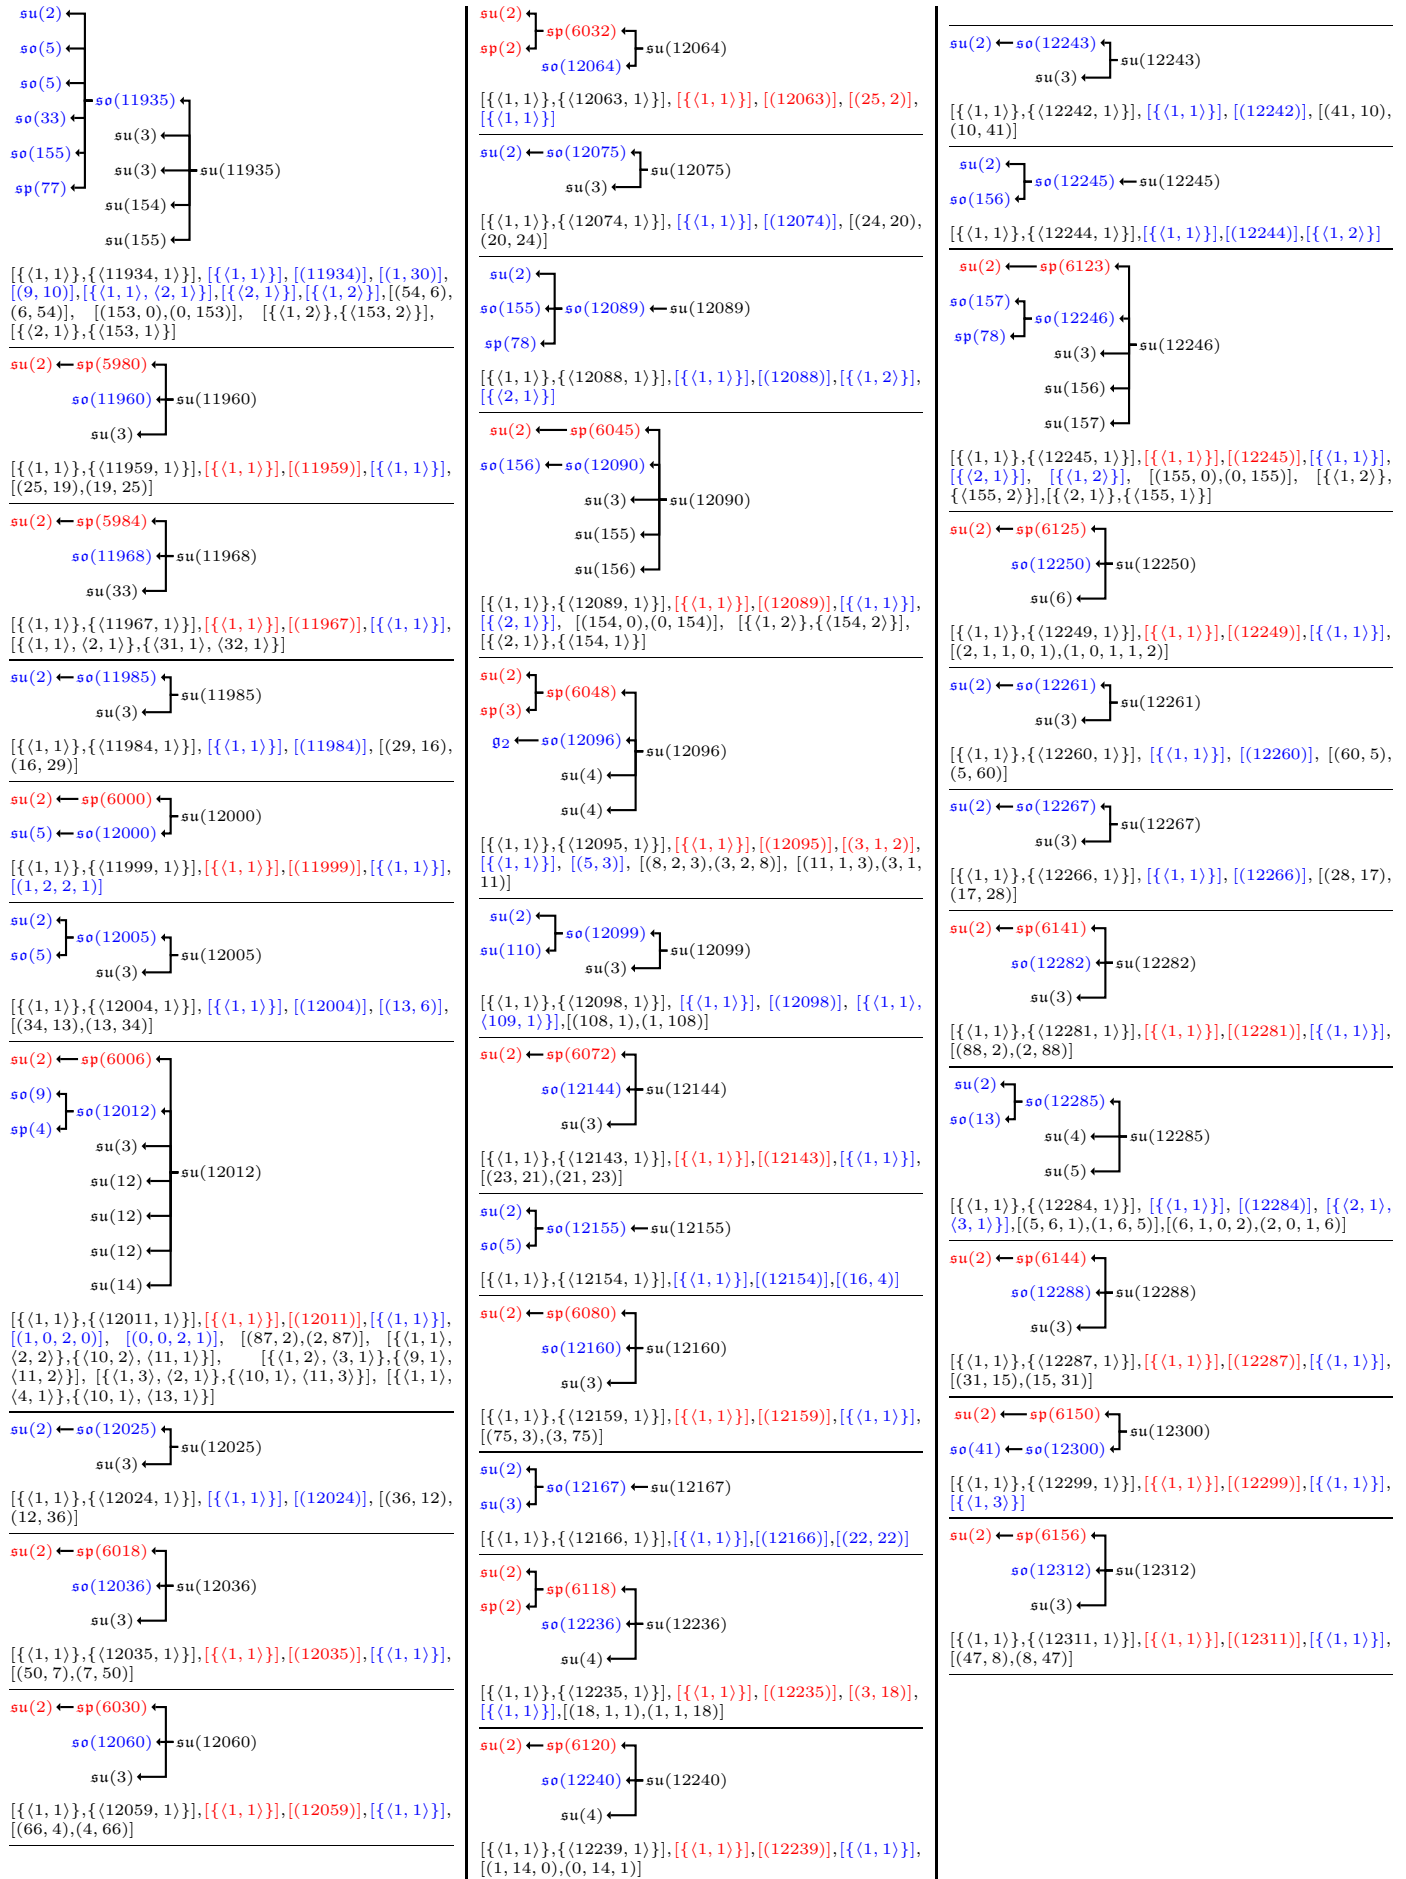 𝔰𝔲(2)
𝔰𝔬(5)
𝔰𝔬(5)
𝔰𝔬(11935)
𝔰𝔬(33)
𝔰𝔲(3)
𝔰𝔬(155)
𝔰𝔲(3) 𝔰𝔲(11935)
𝔰𝔭(77)
𝔰𝔲(154)
𝔰𝔲(155)
[{⟨1, 1⟩},{⟨11934, 1⟩}], [{⟨1, 1⟩}], [(11934)], [(1, 30)],
[(9, 10)],[{⟨1, 1⟩, ⟨2, 1⟩}],[{⟨2, 1⟩}],[{⟨1, 2⟩}],[(54, 6),
(6, 54)], [(153, 0),(0, 153)], [{⟨1, 2⟩},{⟨153, 2⟩}],
[{⟨2, 1⟩},{⟨153, 1⟩}]
𝔰𝔲(2) 𝔰𝔭(5980)
𝔰𝔬(11960) 𝔰𝔲(11960)
𝔰𝔲(3)
[{⟨1, 1⟩},{⟨11959, 1⟩}],[{⟨1, 1⟩}],[(11959)],[{⟨1, 1⟩}],
[(25, 19),(19, 25)]
𝔰𝔲(2) 𝔰𝔭(5984)
𝔰𝔬(11968) 𝔰𝔲(11968)
𝔰𝔲(33)
[{⟨1, 1⟩},{⟨11967, 1⟩}],[{⟨1, 1⟩}],[(11967)],[{⟨1, 1⟩}],
[{⟨1, 1⟩, ⟨2, 1⟩},{⟨31, 1⟩, ⟨32, 1⟩}]
𝔰𝔲(2) 𝔰𝔬(11985)
𝔰𝔲(11985)
𝔰𝔲(3)
[{⟨1, 1⟩},{⟨11984, 1⟩}], [{⟨1, 1⟩}], [(11984)], [(29, 16),
(16, 29)]
𝔰𝔲(2) 𝔰𝔭(6000)
𝔰𝔲(12000)
𝔰𝔲(5) 𝔰𝔬(12000)
[{⟨1, 1⟩},{⟨11999, 1⟩}],[{⟨1, 1⟩}],[(11999)],[{⟨1, 1⟩}],
[(1, 2, 2, 1)]
𝔰𝔲(2)
𝔰𝔬(12005)
𝔰𝔬(5) 𝔰𝔲(12005)
𝔰𝔲(3)
[{⟨1, 1⟩},{⟨12004, 1⟩}], [{⟨1, 1⟩}], [(12004)], [(13, 6)],
[(34, 13),(13, 34)]
𝔰𝔲(2) 𝔰𝔭(6006)
𝔰𝔬(9)
𝔰𝔬(12012)
𝔰𝔭(4)
𝔰𝔲(3)
𝔰𝔲(12012)
𝔰𝔲(12)
𝔰𝔲(12)
𝔰𝔲(12)
𝔰𝔲(14)
[{⟨1, 1⟩},{⟨12011, 1⟩}],[{⟨1, 1⟩}],[(12011)],[{⟨1, 1⟩}],
[(1, 0, 2, 0)], [(0, 0, 2, 1)], [(87, 2),(2, 87)], [{⟨1, 1⟩,
⟨2, 2⟩},{⟨10, 2⟩, ⟨11, 1⟩}], [{⟨1, 2⟩, ⟨3, 1⟩},{⟨9, 1⟩,
⟨11, 2⟩}], [{⟨1, 3⟩, ⟨2, 1⟩},{⟨10, 1⟩, ⟨11, 3⟩}], [{⟨1, 1⟩,
⟨4, 1⟩},{⟨10, 1⟩, ⟨13, 1⟩}]
𝔰𝔲(2) 𝔰𝔬(12025)
𝔰𝔲(12025)
𝔰𝔲(3)
[{⟨1, 1⟩},{⟨12024, 1⟩}], [{⟨1, 1⟩}], [(12024)], [(36, 12),
(12, 36)]
𝔰𝔲(2) 𝔰𝔭(6018)
𝔰𝔬(12036) 𝔰𝔲(12036)
𝔰𝔲(3)
[{⟨1, 1⟩},{⟨12035, 1⟩}],[{⟨1, 1⟩}],[(12035)],[{⟨1, 1⟩}],
[(50, 7),(7, 50)]
𝔰𝔲(2) 𝔰𝔭(6030)
𝔰𝔬(12060) 𝔰𝔲(12060)
𝔰𝔲(3)
[{⟨1, 1⟩},{⟨12059, 1⟩}],[{⟨1, 1⟩}],[(12059)],[{⟨1, 1⟩}],
[(66, 4),(4, 66)]
𝔰𝔲(2)
𝔰𝔭(6032)
𝔰𝔭(2) 𝔰𝔲(12064)
𝔰𝔬(12064)
[{⟨1, 1⟩},{⟨12063, 1⟩}], [{⟨1, 1⟩}], [(12063)], [(25, 2)],
[{⟨1, 1⟩}]
𝔰𝔲(2) 𝔰𝔬(12075)
𝔰𝔲(12075)
𝔰𝔲(3)
[{⟨1, 1⟩},{⟨12074, 1⟩}], [{⟨1, 1⟩}], [(12074)], [(24, 20),
(20, 24)]
𝔰𝔲(2)
𝔰𝔬(155) 𝔰𝔬(12089) 𝔰𝔲(12089)
𝔰𝔭(78)
[{⟨1, 1⟩},{⟨12088, 1⟩}],[{⟨1, 1⟩}],[(12088)],[{⟨1, 2⟩}],
[{⟨2, 1⟩}]
𝔰𝔲(2) 𝔰𝔭(6045)
𝔰𝔬(156) 𝔰𝔬(12090)
𝔰𝔲(3) 𝔰𝔲(12090)
𝔰𝔲(155)
𝔰𝔲(156)
[{⟨1, 1⟩},{⟨12089, 1⟩}],[{⟨1, 1⟩}],[(12089)],[{⟨1, 1⟩}],
[{⟨2, 1⟩}], [(154, 0),(0, 154)], [{⟨1, 2⟩},{⟨154, 2⟩}],
[{⟨2, 1⟩},{⟨154, 1⟩}]
𝔰𝔲(2)
𝔰𝔭(6048)
𝔰𝔭(3)
𝔤₂ 𝔰𝔬(12096)
𝔰𝔲(12096)
𝔰𝔲(4)
𝔰𝔲(4)
[{⟨1, 1⟩},{⟨12095, 1⟩}],[{⟨1, 1⟩}],[(12095)],[(3, 1, 2)],
[{⟨1, 1⟩}], [(5, 3)], [(8, 2, 3),(3, 2, 8)], [(11, 1, 3),(3, 1,
11)]
𝔰𝔲(2)
𝔰𝔬(12099)
𝔰𝔲(110) 𝔰𝔲(12099)
𝔰𝔲(3)
[{⟨1, 1⟩},{⟨12098, 1⟩}], [{⟨1, 1⟩}], [(12098)], [{⟨1, 1⟩,
⟨109, 1⟩}],[(108, 1),(1, 108)]
𝔰𝔲(2) 𝔰𝔭(6072)
𝔰𝔬(12144) 𝔰𝔲(12144)
𝔰𝔲(3)
[{⟨1, 1⟩},{⟨12143, 1⟩}],[{⟨1, 1⟩}],[(12143)],[{⟨1, 1⟩}],
[(23, 21),(21, 23)]
𝔰𝔲(2)
𝔰𝔬(12155) 𝔰𝔲(12155)
𝔰𝔬(5)
[{⟨1, 1⟩},{⟨12154, 1⟩}],[{⟨1, 1⟩}],[(12154)],[(16, 4)]
𝔰𝔲(2) 𝔰𝔭(6080)
𝔰𝔬(12160) 𝔰𝔲(12160)
𝔰𝔲(3)
[{⟨1, 1⟩},{⟨12159, 1⟩}],[{⟨1, 1⟩}],[(12159)],[{⟨1, 1⟩}],
[(75, 3),(3, 75)]
𝔰𝔲(2)
𝔰𝔬(12167) 𝔰𝔲(12167)
𝔰𝔲(3)
[{⟨1, 1⟩},{⟨12166, 1⟩}],[{⟨1, 1⟩}],[(12166)],[(22, 22)]
𝔰𝔲(2)
𝔰𝔭(6118)
𝔰𝔭(2)
𝔰𝔬(12236) 𝔰𝔲(12236)
𝔰𝔲(4)
[{⟨1, 1⟩},{⟨12235, 1⟩}], [{⟨1, 1⟩}], [(12235)], [(3, 18)],
[{⟨1, 1⟩}],[(18, 1, 1),(1, 1, 18)]
𝔰𝔲(2) 𝔰𝔭(6120)
𝔰𝔬(12240) 𝔰𝔲(12240)
𝔰𝔲(4)
[{⟨1, 1⟩},{⟨12239, 1⟩}],[{⟨1, 1⟩}],[(12239)],[{⟨1, 1⟩}],
[(1, 14, 0),(0, 14, 1)]
𝔰𝔲(2) 𝔰𝔬(12243)
𝔰𝔲(12243)
𝔰𝔲(3)
[{⟨1, 1⟩},{⟨12242, 1⟩}], [{⟨1, 1⟩}], [(12242)], [(41, 10),
(10, 41)]
𝔰𝔲(2)
𝔰𝔬(12245) 𝔰𝔲(12245)
𝔰𝔬(156)
[{⟨1, 1⟩},{⟨12244, 1⟩}],[{⟨1, 1⟩}],[(12244)],[{⟨1, 2⟩}]
𝔰𝔲(2) 𝔰𝔭(6123)
𝔰𝔬(157)
𝔰𝔬(12246)
𝔰𝔭(78)
𝔰𝔲(12246)
𝔰𝔲(3)
𝔰𝔲(156)
𝔰𝔲(157)
[{⟨1, 1⟩},{⟨12245, 1⟩}],[{⟨1, 1⟩}],[(12245)],[{⟨1, 1⟩}],
[{⟨2, 1⟩}], [{⟨1, 2⟩}], [(155, 0),(0, 155)], [{⟨1, 2⟩},
{⟨155, 2⟩}],[{⟨2, 1⟩},{⟨155, 1⟩}]
𝔰𝔲(2) 𝔰𝔭(6125)
𝔰𝔬(12250) 𝔰𝔲(12250)
𝔰𝔲(6)
[{⟨1, 1⟩},{⟨12249, 1⟩}],[{⟨1, 1⟩}],[(12249)],[{⟨1, 1⟩}],
[(2, 1, 1, 0, 1),(1, 0, 1, 1, 2)]
𝔰𝔲(2) 𝔰𝔬(12261)
𝔰𝔲(12261)
𝔰𝔲(3)
[{⟨1, 1⟩},{⟨12260, 1⟩}], [{⟨1, 1⟩}], [(12260)], [(60, 5),
(5, 60)]
𝔰𝔲(2) 𝔰𝔬(12267)
𝔰𝔲(12267)
𝔰𝔲(3)
[{⟨1, 1⟩},{⟨12266, 1⟩}], [{⟨1, 1⟩}], [(12266)], [(28, 17),
(17, 28)]
𝔰𝔲(2) 𝔰𝔭(6141)
𝔰𝔬(12282) 𝔰𝔲(12282)
𝔰𝔲(3)
[{⟨1, 1⟩},{⟨12281, 1⟩}],[{⟨1, 1⟩}],[(12281)],[{⟨1, 1⟩}],
[(88, 2),(2, 88)]
𝔰𝔲(2)
𝔰𝔬(12285)
𝔰𝔬(13)
𝔰𝔲(4) 𝔰𝔲(12285)
𝔰𝔲(5)
[{⟨1, 1⟩},{⟨12284, 1⟩}], [{⟨1, 1⟩}], [(12284)], [{⟨2, 1⟩,
⟨3, 1⟩}],[(5, 6, 1),(1, 6, 5)],[(6, 1, 0, 2),(2, 0, 1, 6)]
𝔰𝔲(2) 𝔰𝔭(6144)
𝔰𝔬(12288) 𝔰𝔲(12288)
𝔰𝔲(3)
[{⟨1, 1⟩},{⟨12287, 1⟩}],[{⟨1, 1⟩}],[(12287)],[{⟨1, 1⟩}],
[(31, 15),(15, 31)]
𝔰𝔲(2) 𝔰𝔭(6150)
𝔰𝔲(12300)
𝔰𝔬(41) 𝔰𝔬(12300)
[{⟨1, 1⟩},{⟨12299, 1⟩}],[{⟨1, 1⟩}],[(12299)],[{⟨1, 1⟩}],
[{⟨1, 3⟩}]
𝔰𝔲(2) 𝔰𝔭(6156)
𝔰𝔬(12312) 𝔰𝔲(12312)
𝔰𝔲(3)
[{⟨1, 1⟩},{⟨12311, 1⟩}],[{⟨1, 1⟩}],[(12311)],[{⟨1, 1⟩}],
[(47, 8),(8, 47)]